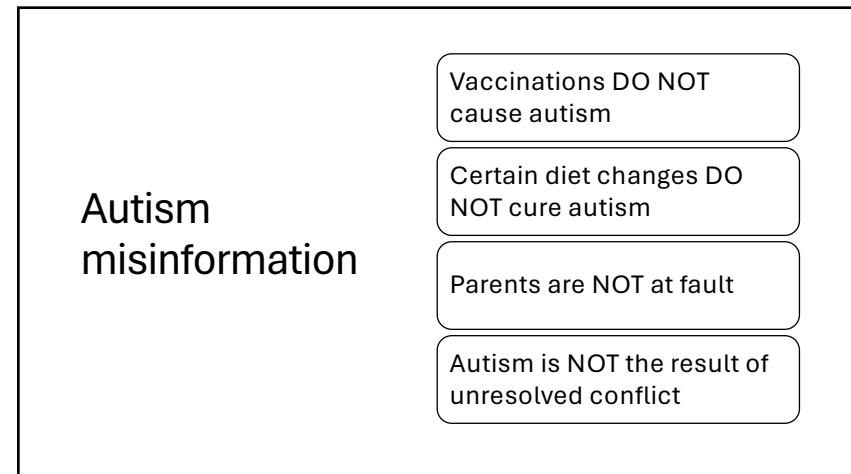 Autism
misinformation
Vaccinations DO NOT
cause autism
Certain diet changes DO
NOT cure autism
Parents are NOT at fault
Autism is NOT the result of
unresolved conflict